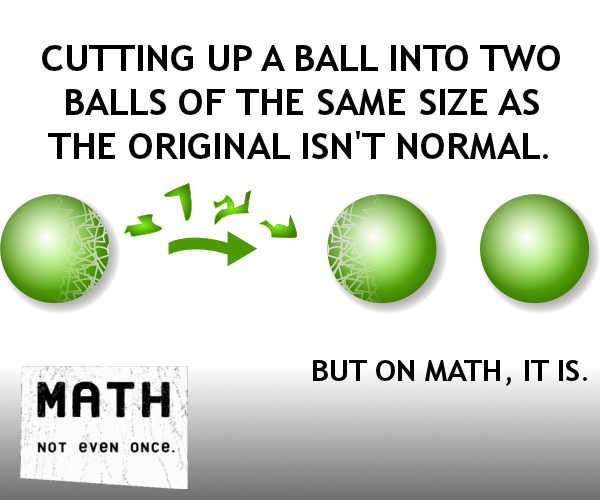 CUTTING UP A BALL INTO TWO
BALLS OF THE SAME SIZE AS
THE ORIGINAL ISN'T NORMAL.
BUT ON MATH, IT IS.
MATH
NOT EVEN ONCE.